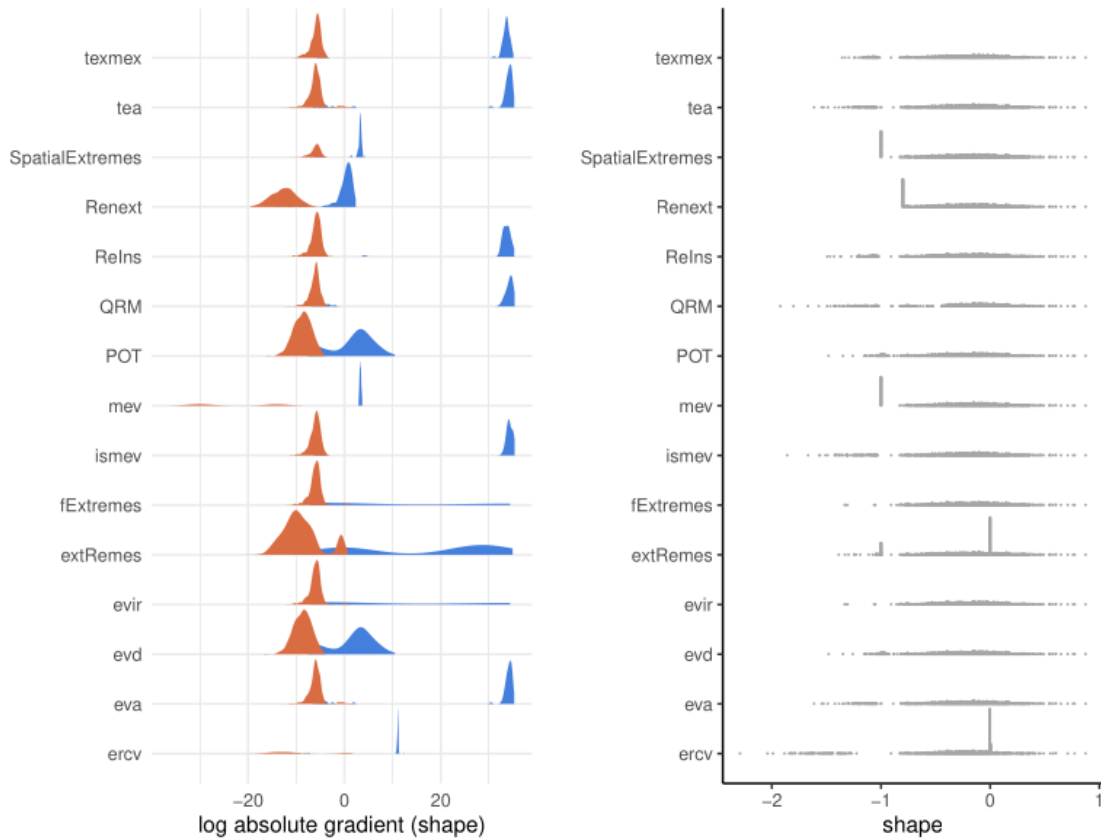 texmex
tea
SpatialExtremes
Renext
ReIns
QRM
POT
mev
ismev
fExtremes
extRemes
evir
evd
eva
ercv
−20 0 20
log absolute gradient (shape)
texmex
tea
SpatialExtremes
Renext
ReIns
QRM
POT
mev
ismev
fExtremes
extRemes
evir
evd
eva
ercv
−2 −1 0 1
shape